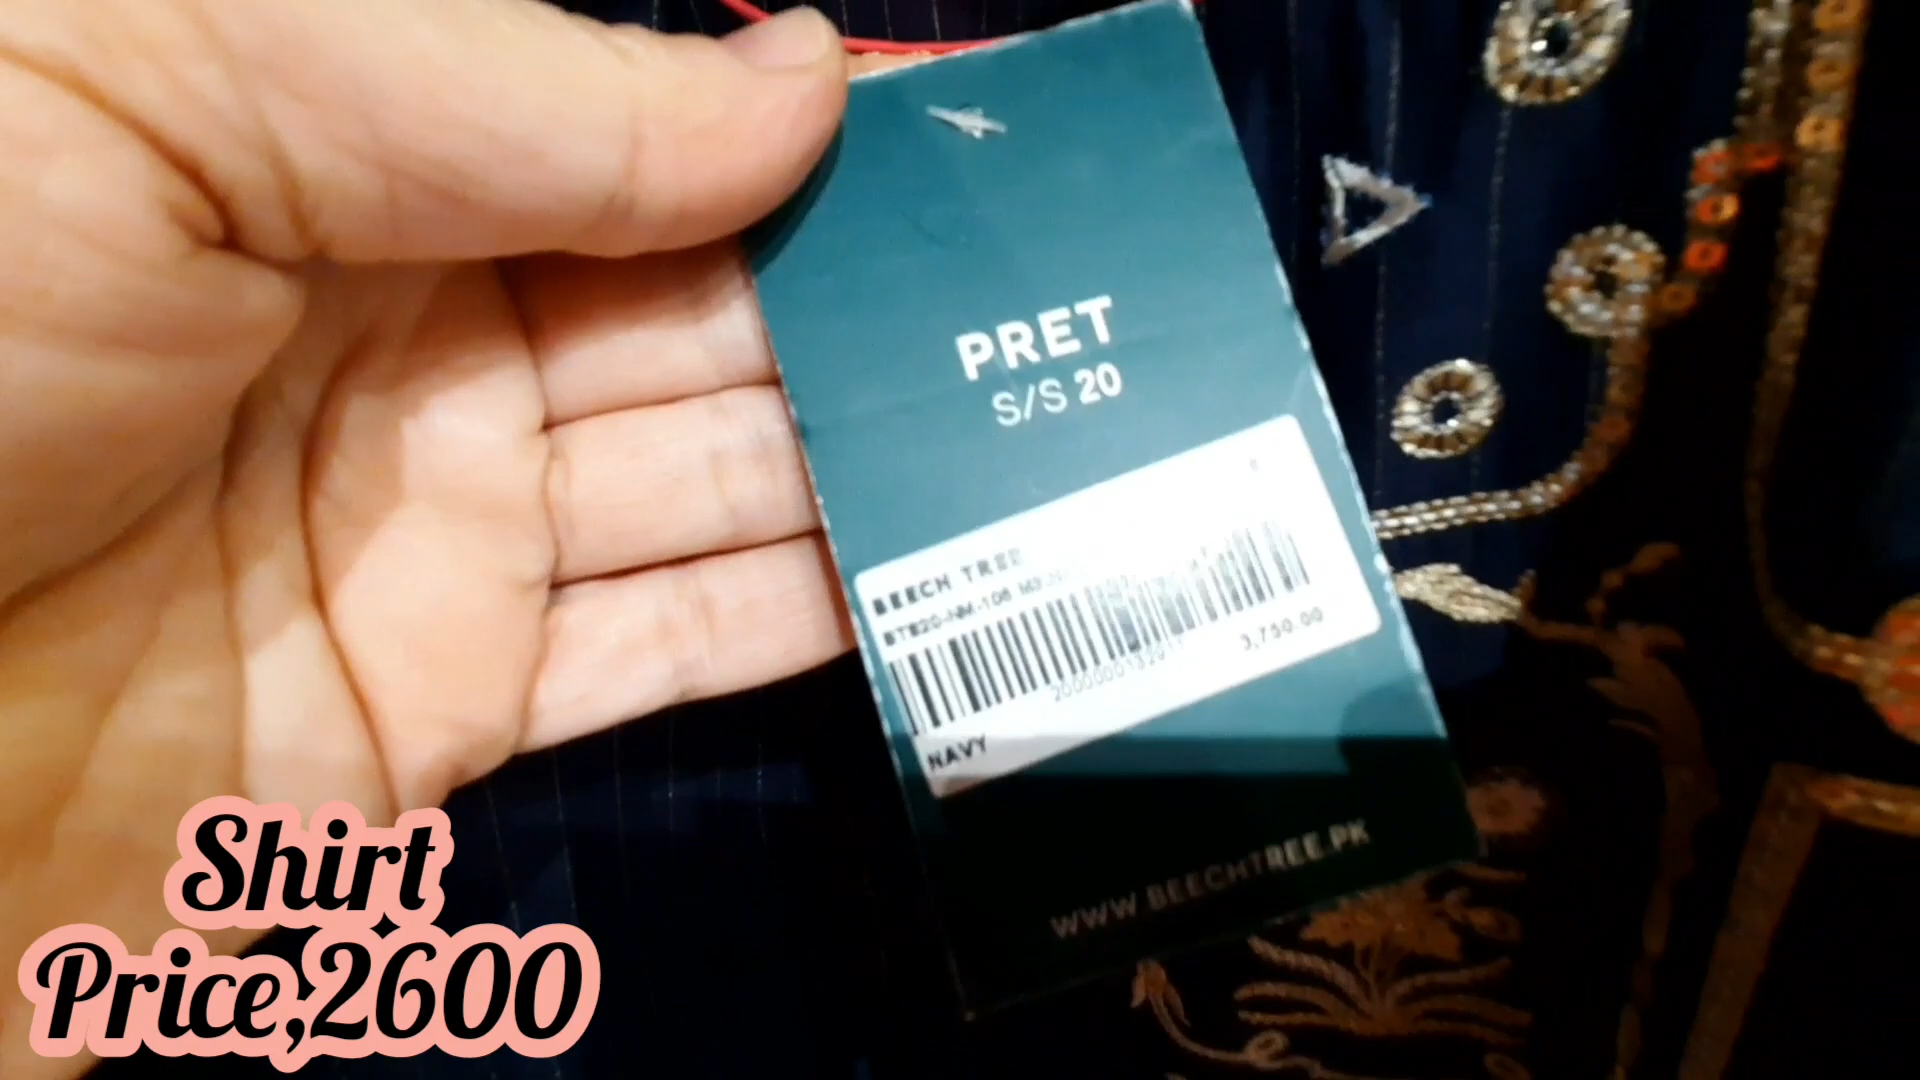 PRET
S/S 20
BEECH TREE
3,750.00
NAVY
WWW.BEECHTREE.PK
Shirt
Price,2600